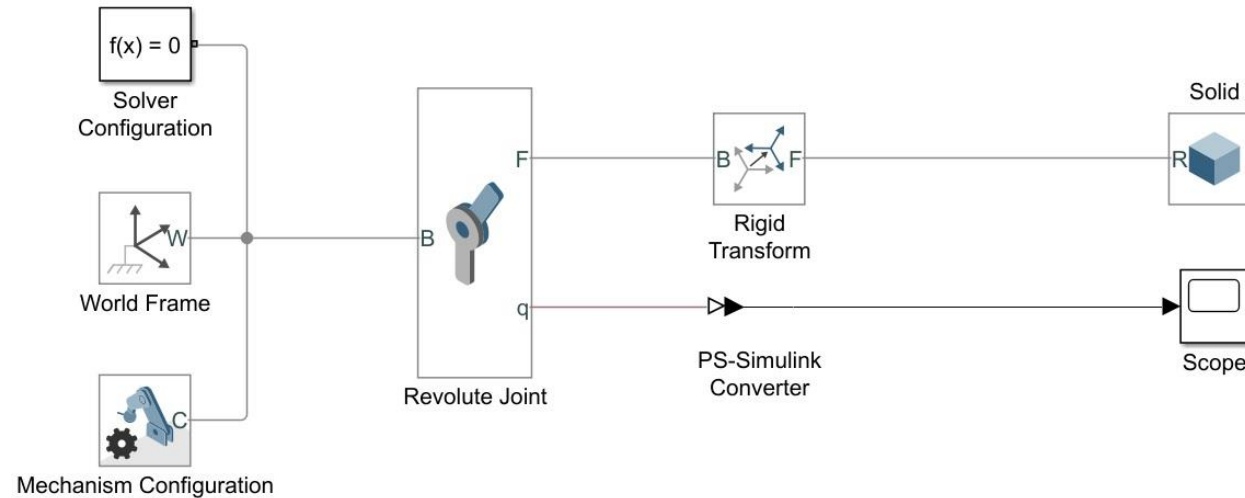 f(x) = 0
Solver
Configuration
W
World Frame
C
Mechanism Configuration
B
F
q
Revolute Joint
B
F
Rigid
Transform
PS-Simulink
Converter
Solid
R
Scope